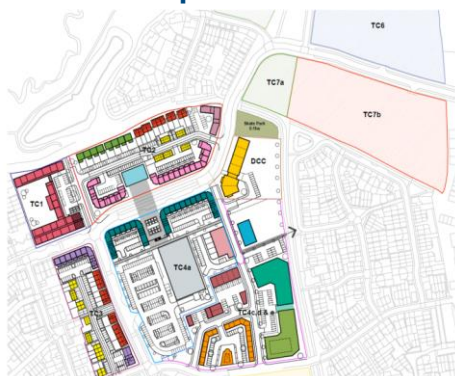 TC6
TC7a
TC7b
Skate Park
TC2
DCC
TC1
TC4a
TC3
TC4c,d & e